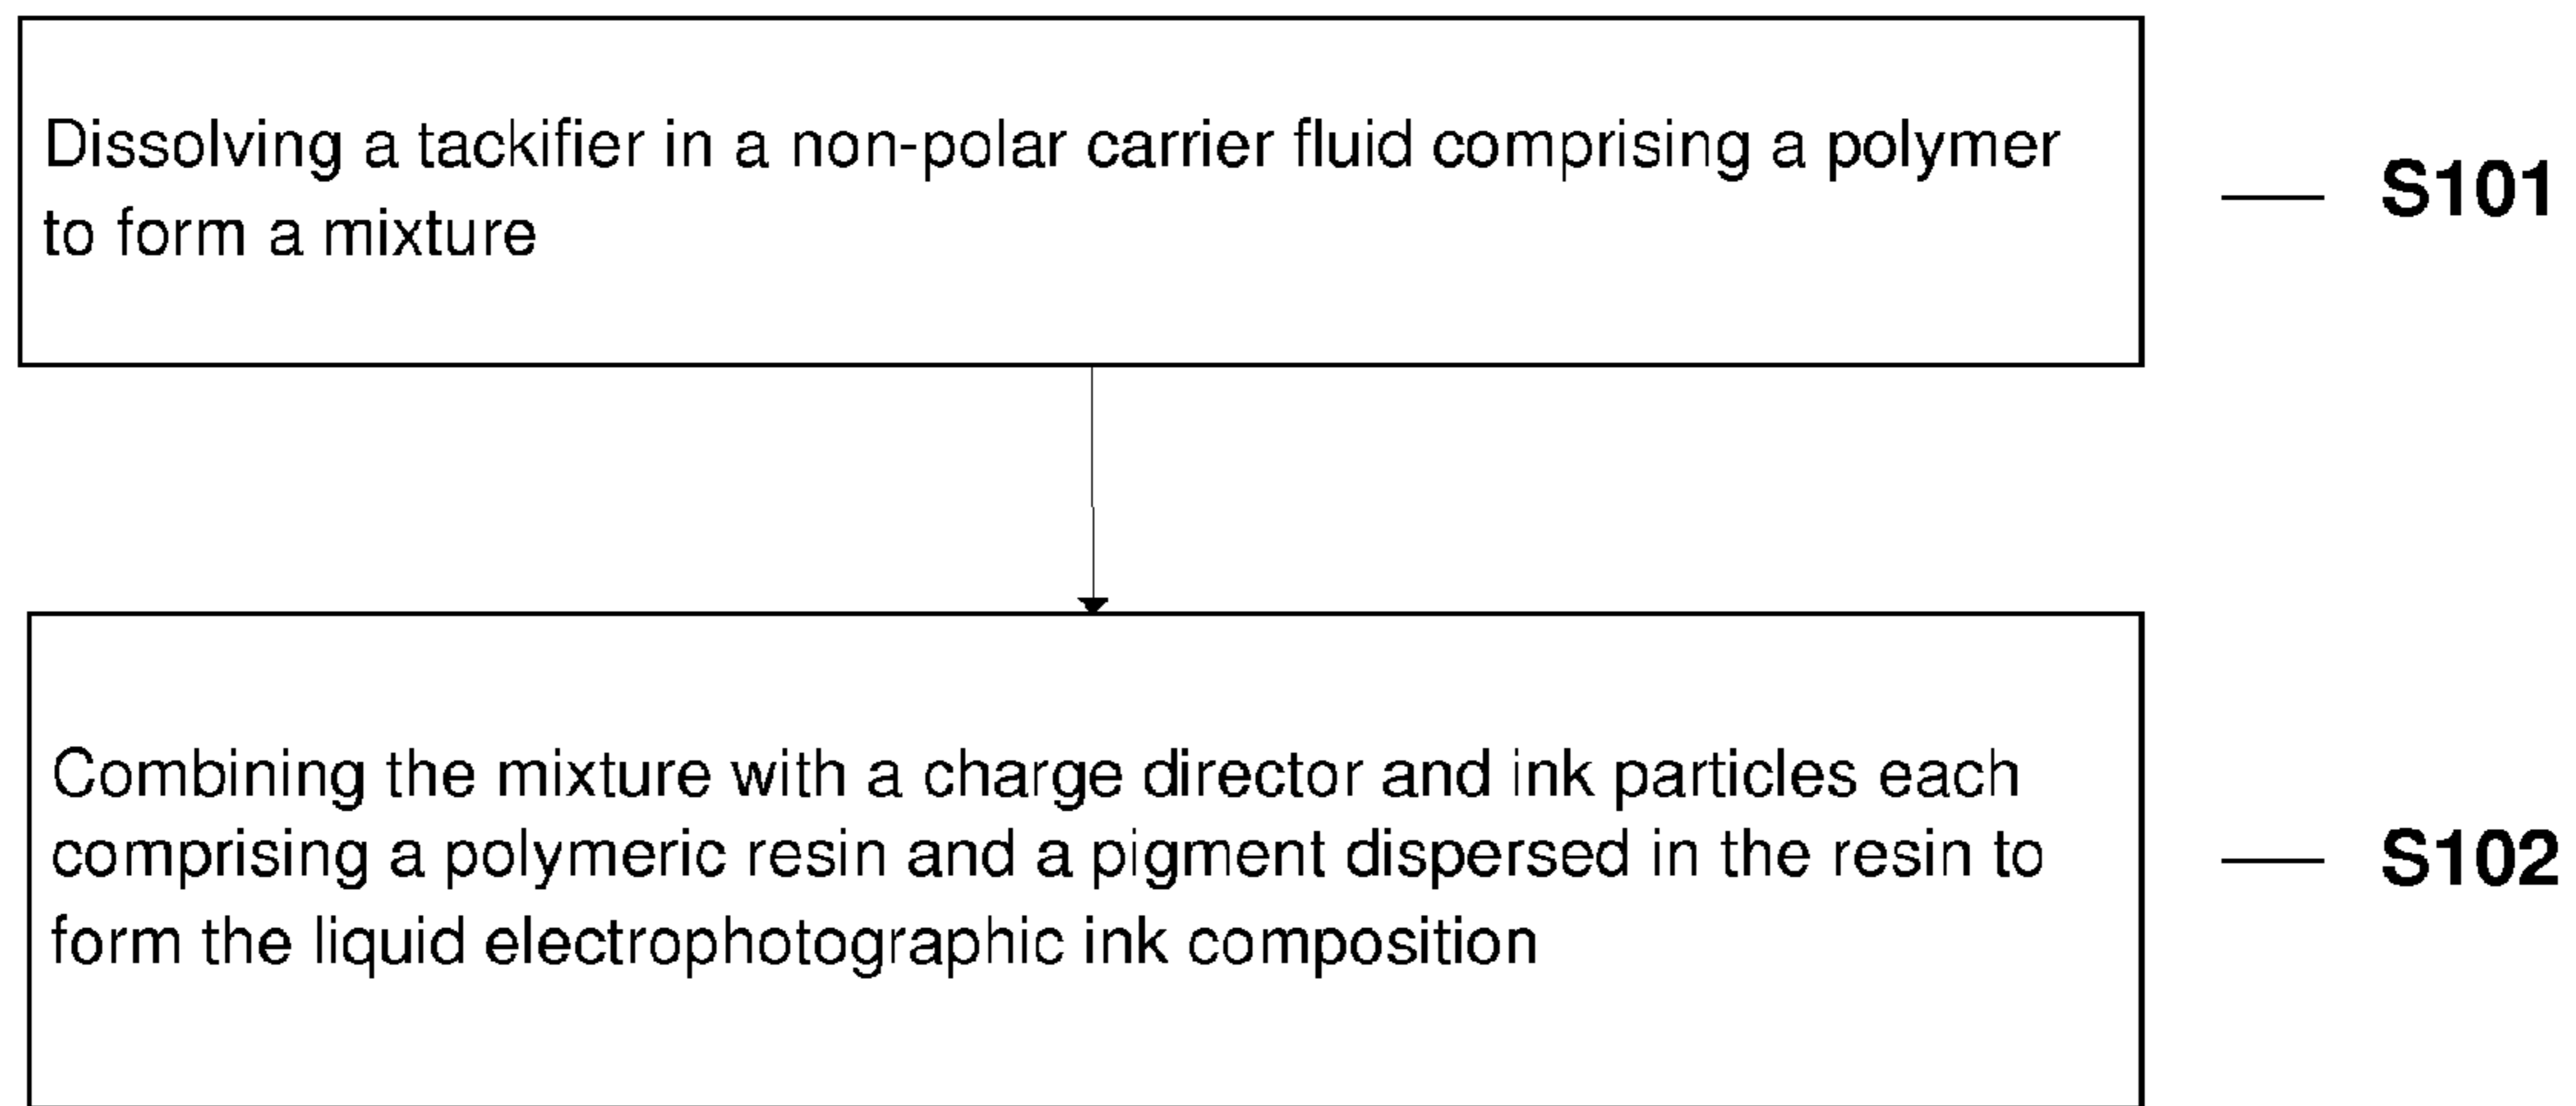 Dissolving a tackifier in a non-polar carrier fluid comprising a polymer
to form a mixture
S101
Combining the mixture with a charge director and ink particles each
comprising a polymeric resin and a pigment dispersed in the resin to
form the liquid electrophotographic ink composition
S102